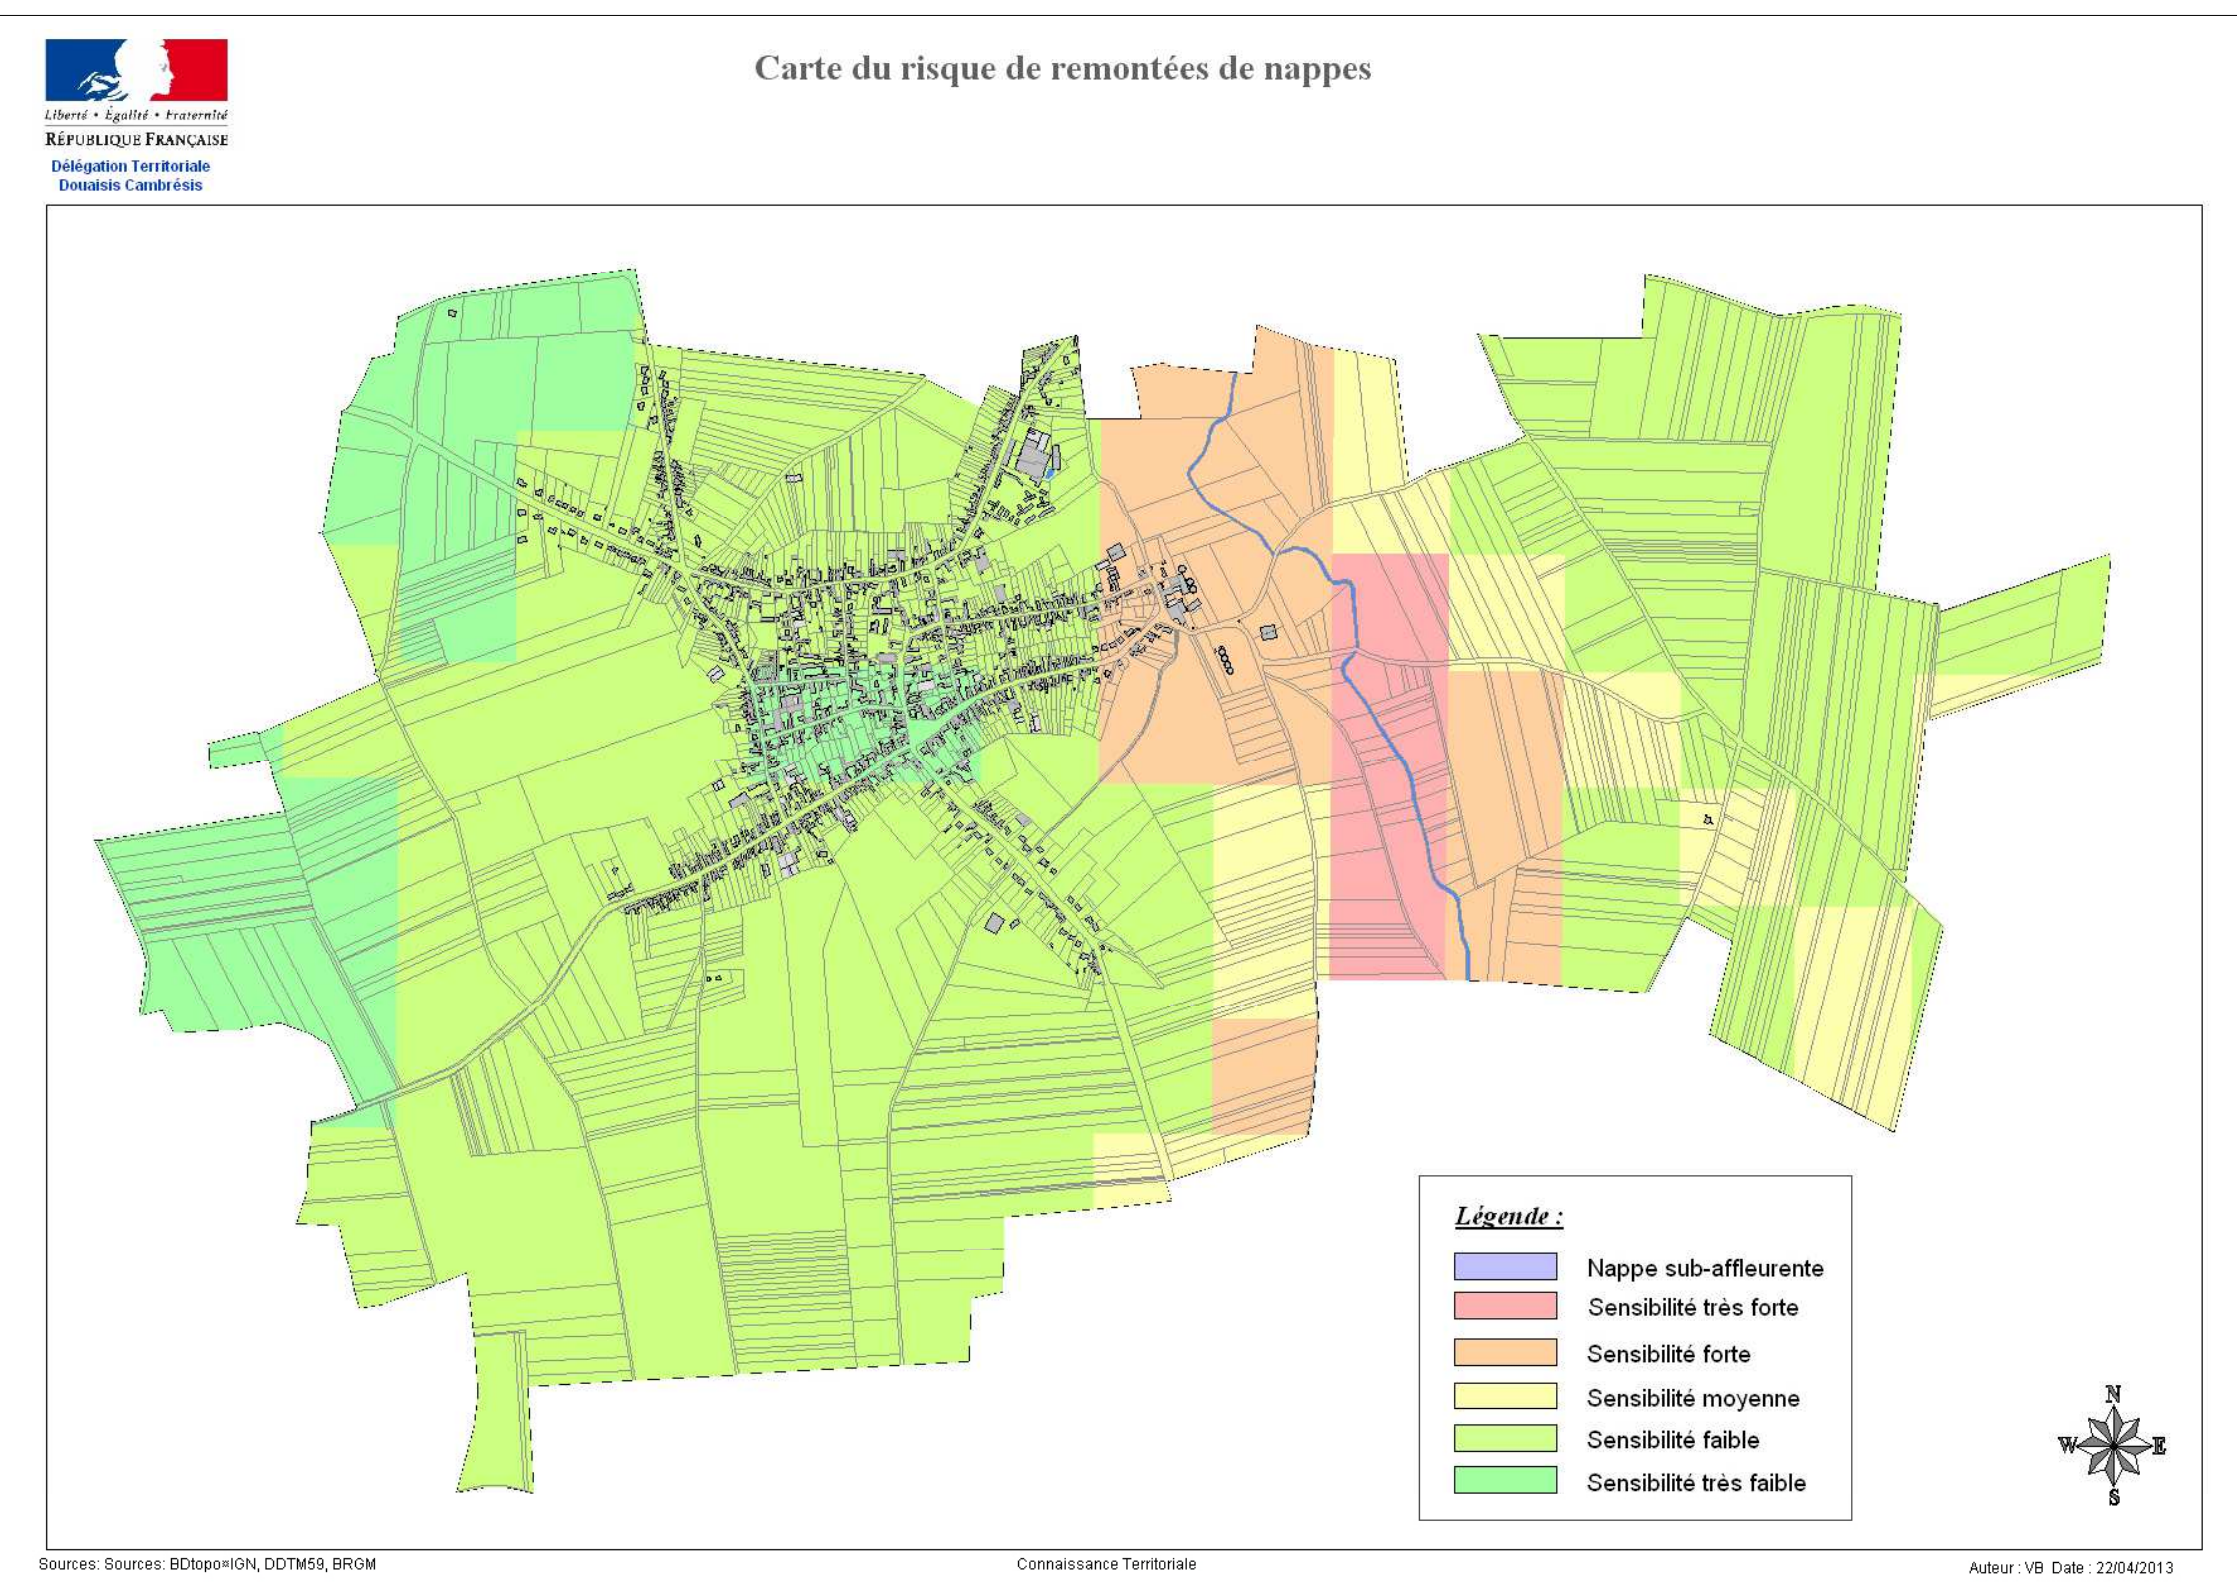 Carte du risque de remontées de nappes
Liberté • Égalité • Fraternité
RÉPUBLIQUE FRANÇAISE
Délégation Territoriale
Douaisis Cambrésis
Légende :
Nappe sub-affleurente
Sensibilité très forte
Sensibilité forte
Sensibilité moyenne
Sensibilité faible
Sensibilité très faible
N
W E
S
Sources: Sources: BDtopo¤IGN, DDTM59, BRGM
Connaissance Territoriale
Auteur : VB Date : 22/04/2013